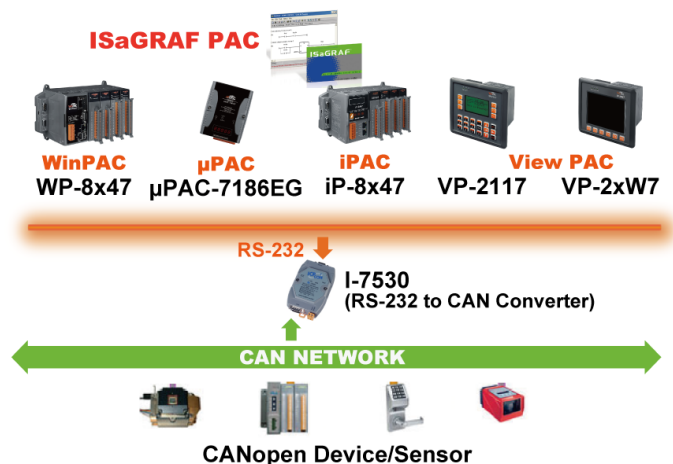 ISaGRAF PAC
ISaGRAF
WinPAC
µPAC
iPAC
View PAC
WP-8x47
µPAC-7186EG
iP-8x47
VP-2117
VP-2xW7
RS-232
I-7530
(RS-232 to CAN Converter)
CAN NETWORK
CANopen Device/Sensor